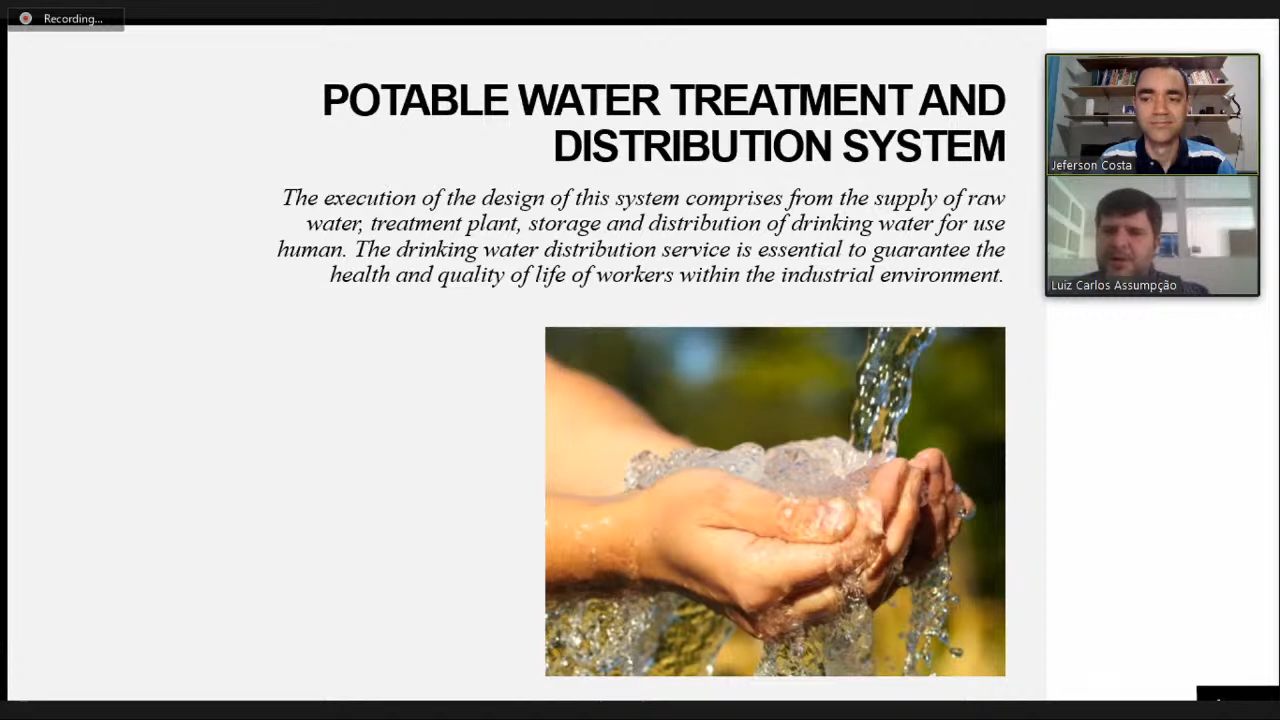 Recording...
POTABLE WATER TREATMENT AND
DISTRIBUTION SYSTEM
The execution of the design of this system comprises from the supply of raw
water, treatment plant, storage and distribution of drinking water for use
human. The drinking water distribution service is essential to guarantee the
health and quality of life of workers within the industrial environment.
Jeferson Costa
Luiz Carlos Assumpção